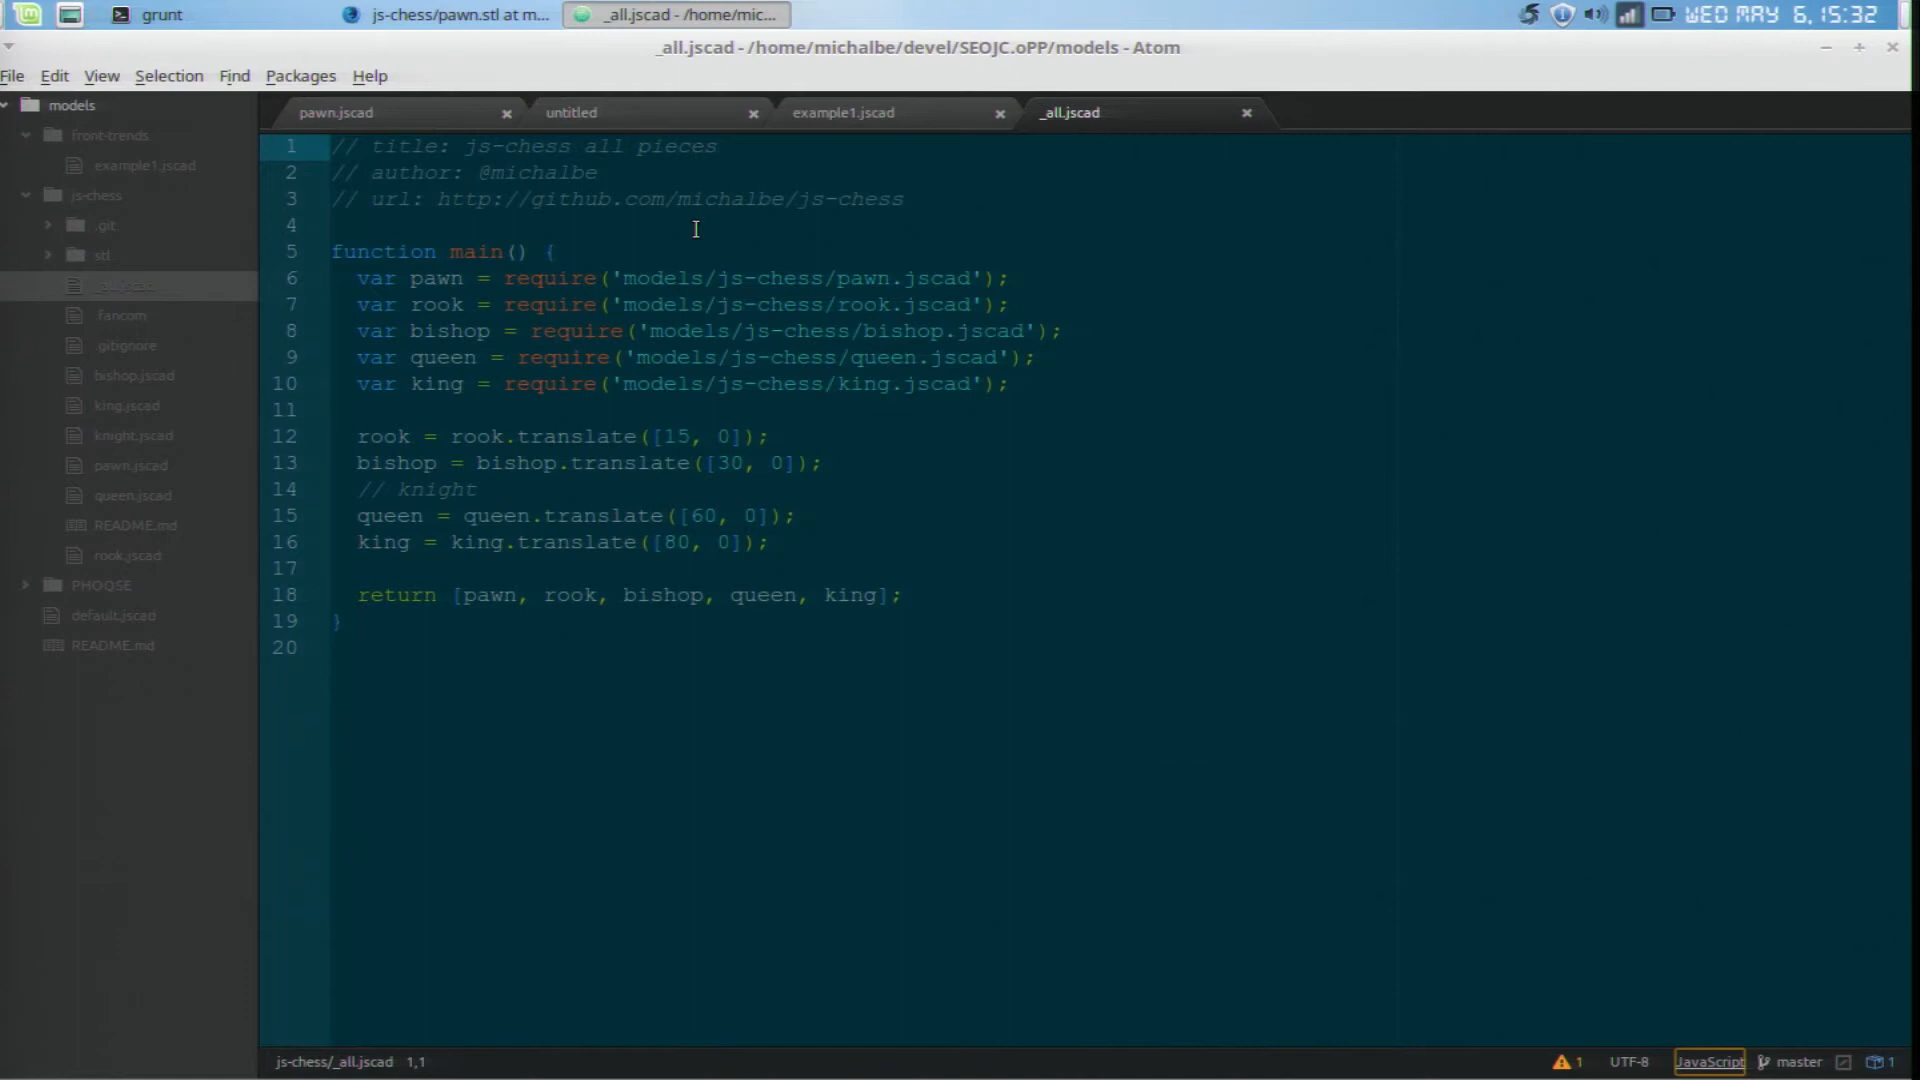 grunt
js-chess/pawn.stl at m...
_all.jscad - /home/mic...
WED MAY 6, 15:32
_all.jscad - /home/michalbe/devel/SEOJC.oPP/models - Atom
File Edit View Selection Find Packages Help
models
front-trends
example1.jscad
js-chess
.git
stl
_all.jscad
fancom
.gitignore
bishop.jscad
king.jscad
knight.jscad
pawn.jscad
queen.jscad
README.md
rook.jscad
PHOQSE
default.jscad
README.md
pawn.jscad
untitled
example1.jscad
_all.jscad
1 // title: js-chess all pieces
2 // author: @michalbe
3 // url: http://github.com/michalbe/js-chess
4
5 function main() {
6 var pawn = require('models/js-chess/pawn.jscad');
7 var rook = require('models/js-chess/rook.jscad');
8 var bishop = require('models/js-chess/bishop.jscad');
9 var queen = require('models/js-chess/queen.jscad');
10 var king = require('models/js-chess/king.jscad');
11
12 rook = rook.translate([15, 0]);
13 bishop = bishop.translate([30, 0]);
14 // knight
15 queen = queen.translate([60, 0]);
16 king = king.translate([80, 0]);
17
18 return [pawn, rook, bishop, queen, king];
19 }
20
js-chess/_all.jscad 1,1
1 UTF-8 JavaScript master 1